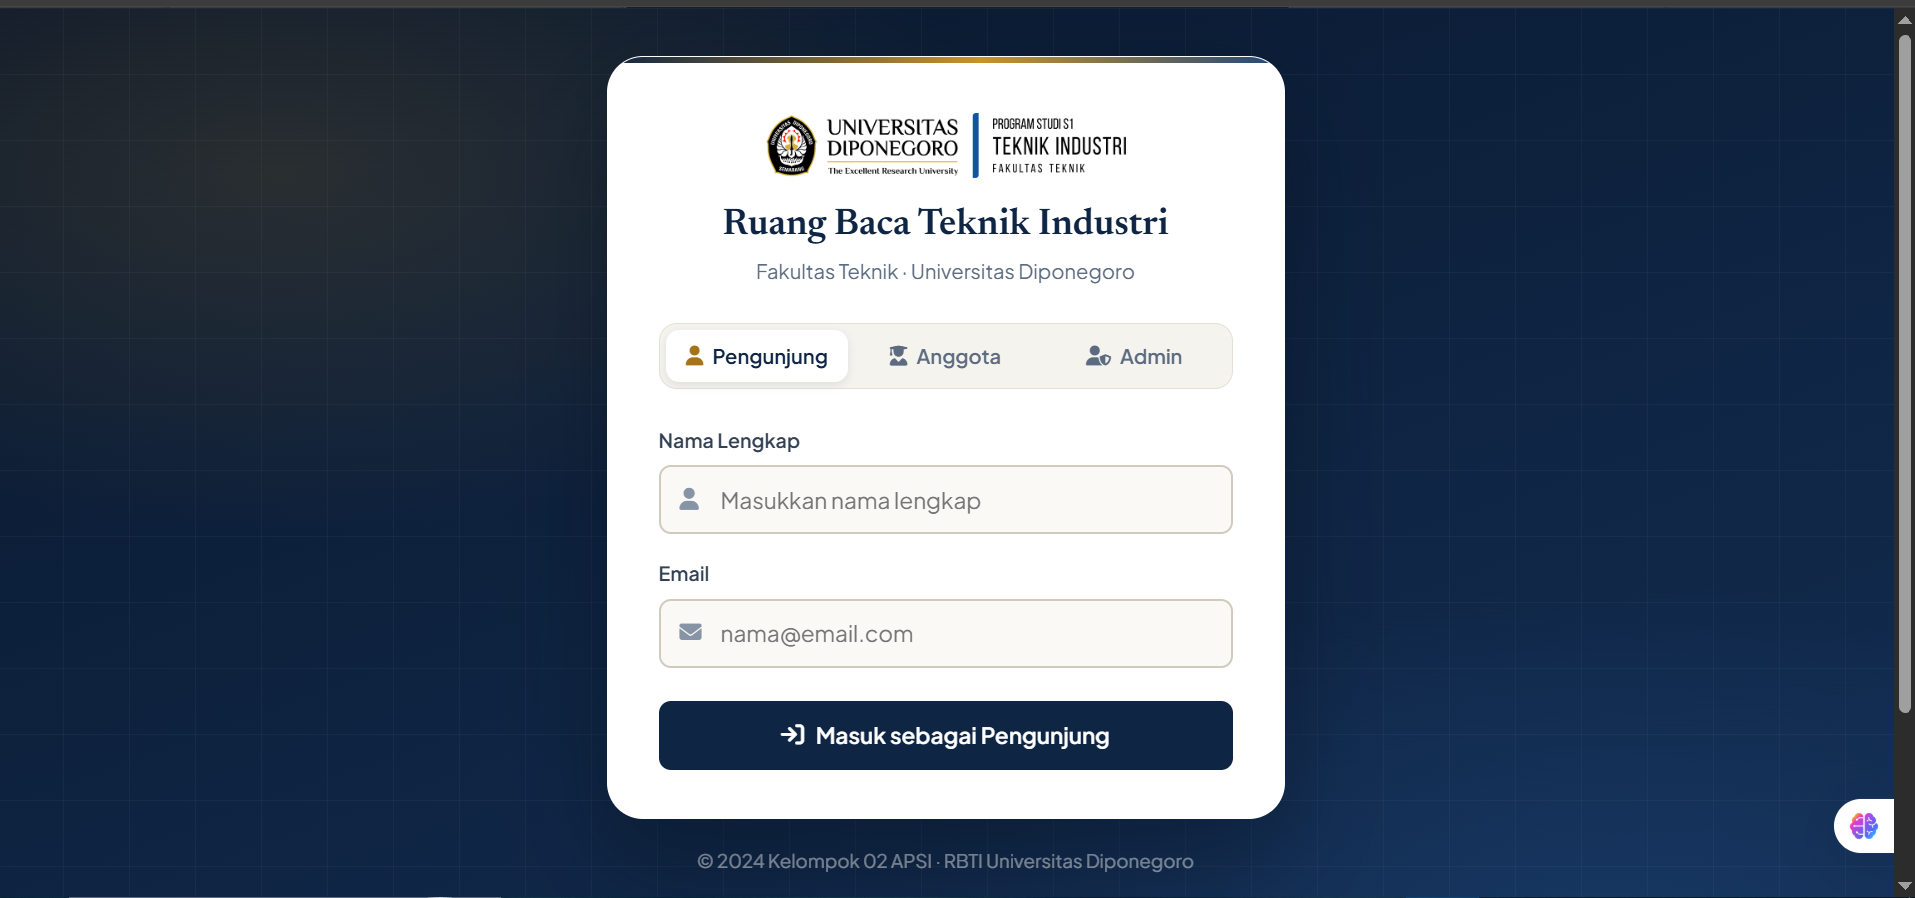 UNIVERSITAS
DIPONEGORO
The Excellent Research University
PROGRAM STUDI S1
TEKNIK INDUSTRI
FAKULTAS TEKNIK
Ruang Baca Teknik Industri
Fakultas Teknik · Universitas Diponegoro
Pengunjung Anggota Admin
Nama Lengkap
Masukkan nama lengkap
Email
nama@email.com
Masuk sebagai Pengunjung
© 2024 Kelompok 02 APSI · RBTI Universitas Diponegoro